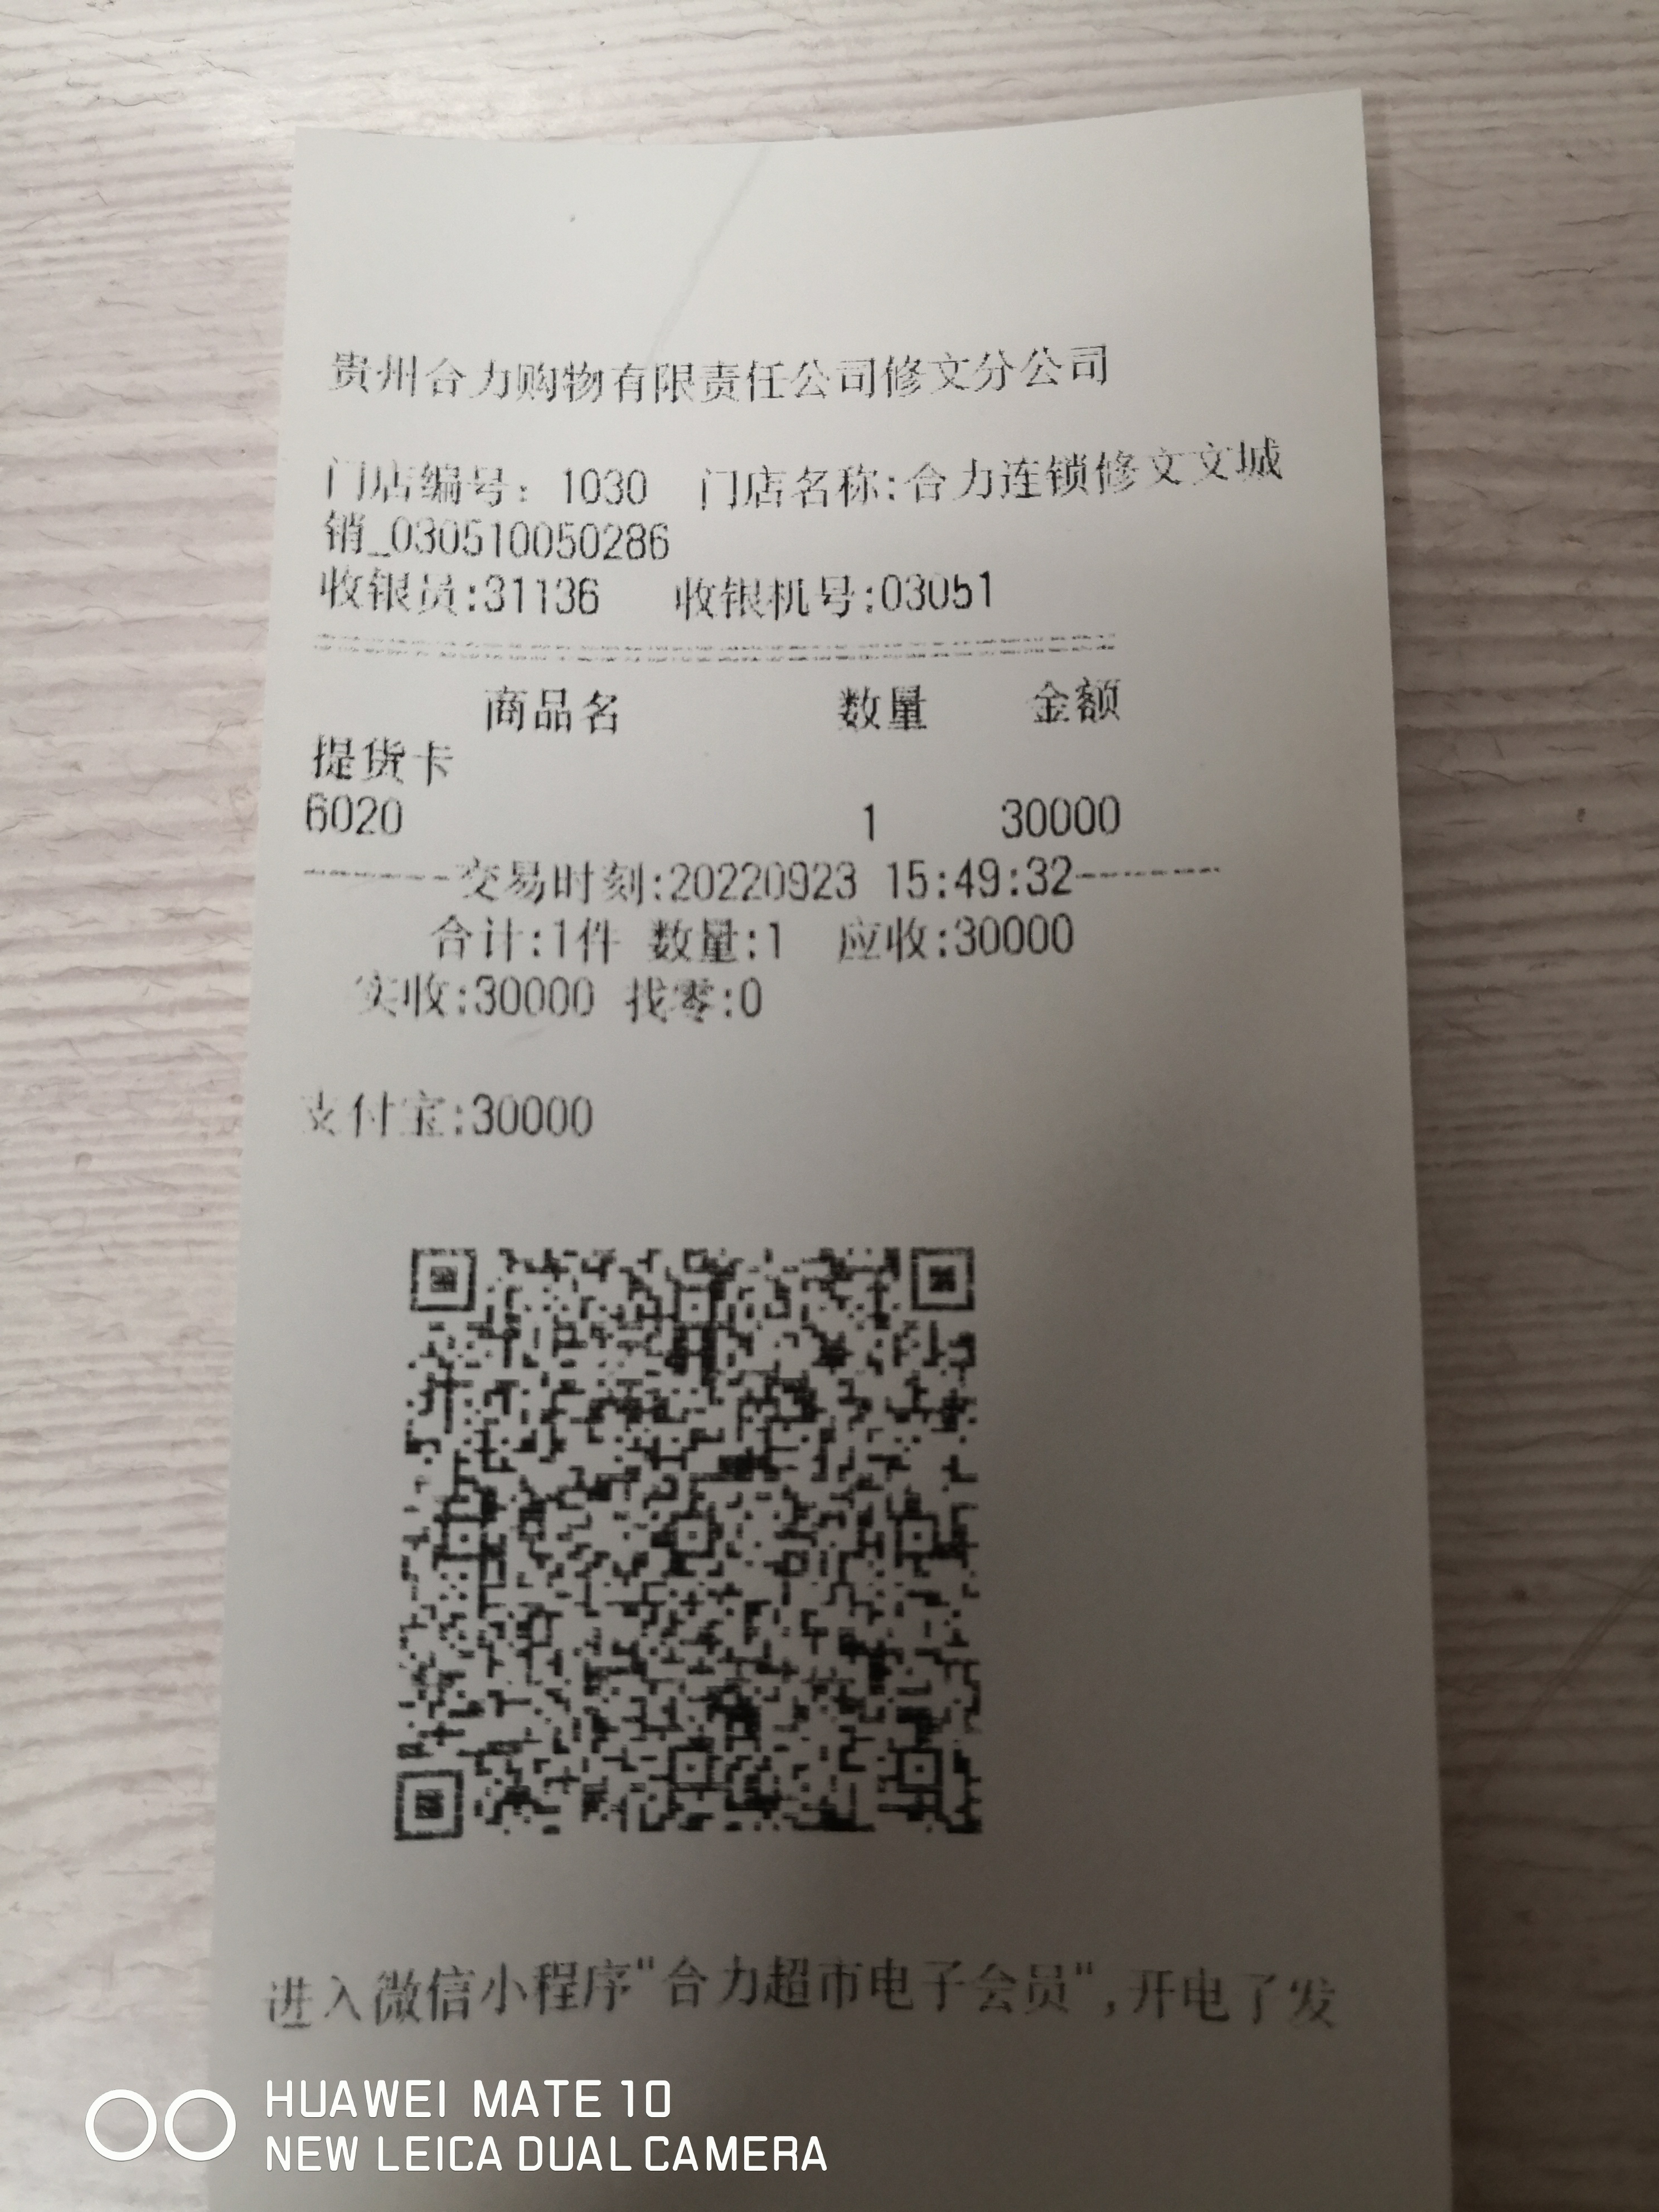 贵州合力购物有限责任公司修文分公司
门店编号：1030 门店名称:合力连锁修文文城
销_030510050286
收银员:31136 收银机号:03051
商品名 数量 金额
提货卡
6020 1 30000
-------交易时刻:20220923 15:49:32-------
合计:1件 数量:1 应收:30000
实收:30000 找零:0
支付宝:30000
进入微信小程序"合力超市电子会员",开电子发
HUAWEI MATE 10
NEW LEICA DUAL CAMERA